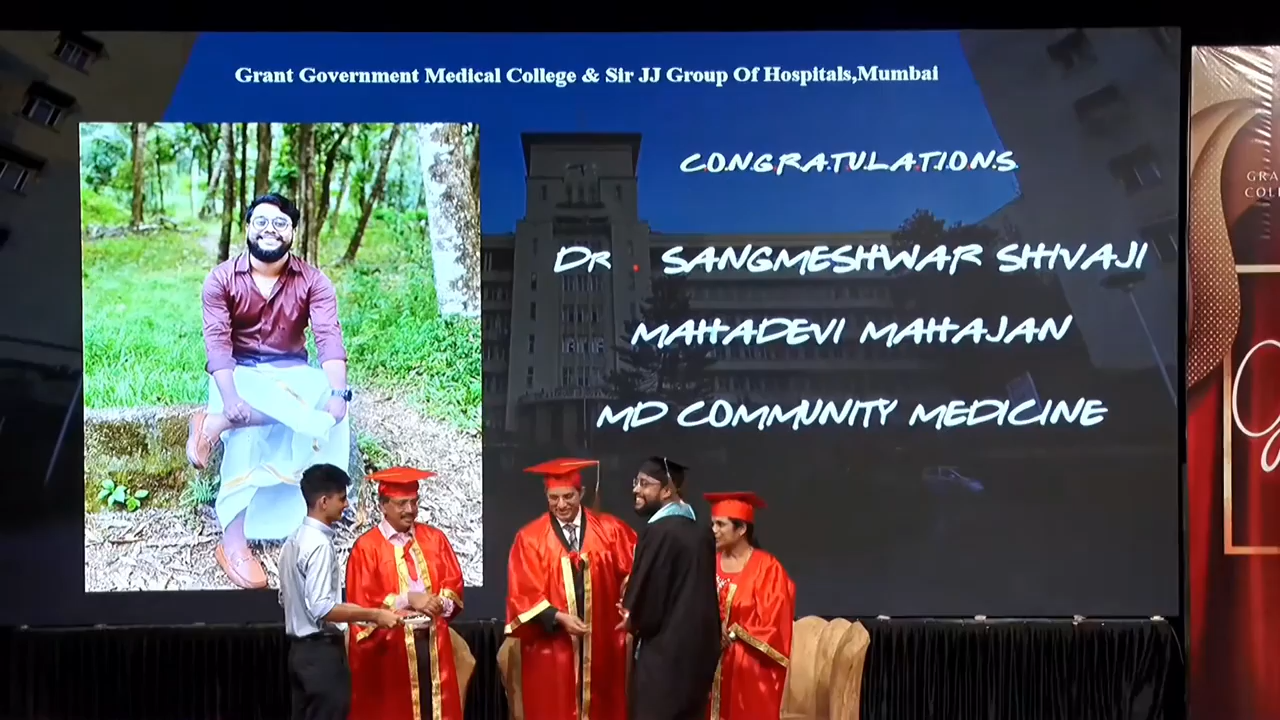 Grant Government Medical College & Sir JJ Group Of Hospitals,Mumbai
CONGRATULATIONS
DR . SANGMESHWAR SHIVAJI
MAHADEVI MAHAJAN
MD COMMUNITY MEDICINE